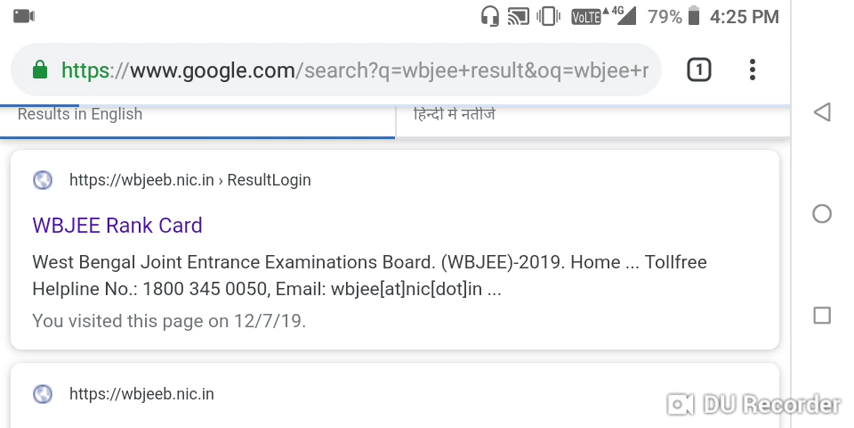 VoLTE 4G 79% 4:25 PM
https://www.google.com/search?q=wbjee+result&oq=wbjee+r 1
Results in English हिन्दी में नतीजे
https://wbjeeb.nic.in › ResultLogin
WBJEE Rank Card
West Bengal Joint Entrance Examinations Board. (WBJEE)-2019. Home ... Tollfree
Helpline No.: 1800 345 0050, Email: wbjee[at]nic[dot]in ...
You visited this page on 12/7/19.
https://wbjeeb.nic.in
DU Recorder